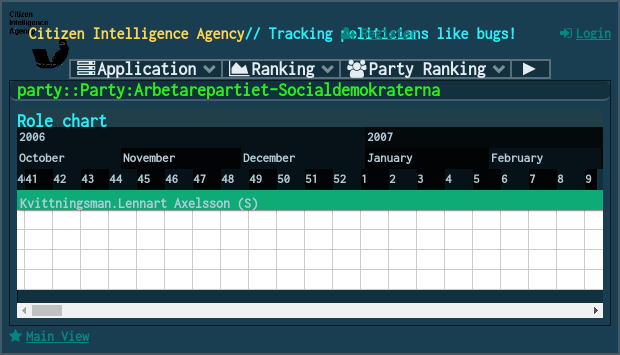 Citizen
Intelligence
Agency
Citizen Intelligence Agency// Tracking politicians like bugs!
Login
Application
Ranking
Party Ranking
party::Party:Arbetarepartiet-Socialdemokraterna
Role chart
2006 2007
October November December January February
41 42 43 44 45 46 47 48 49 50 51 52 1 2 3 4 5 6 7 8 9
Kvittningsman.Lennart Axelsson (S)
Main View